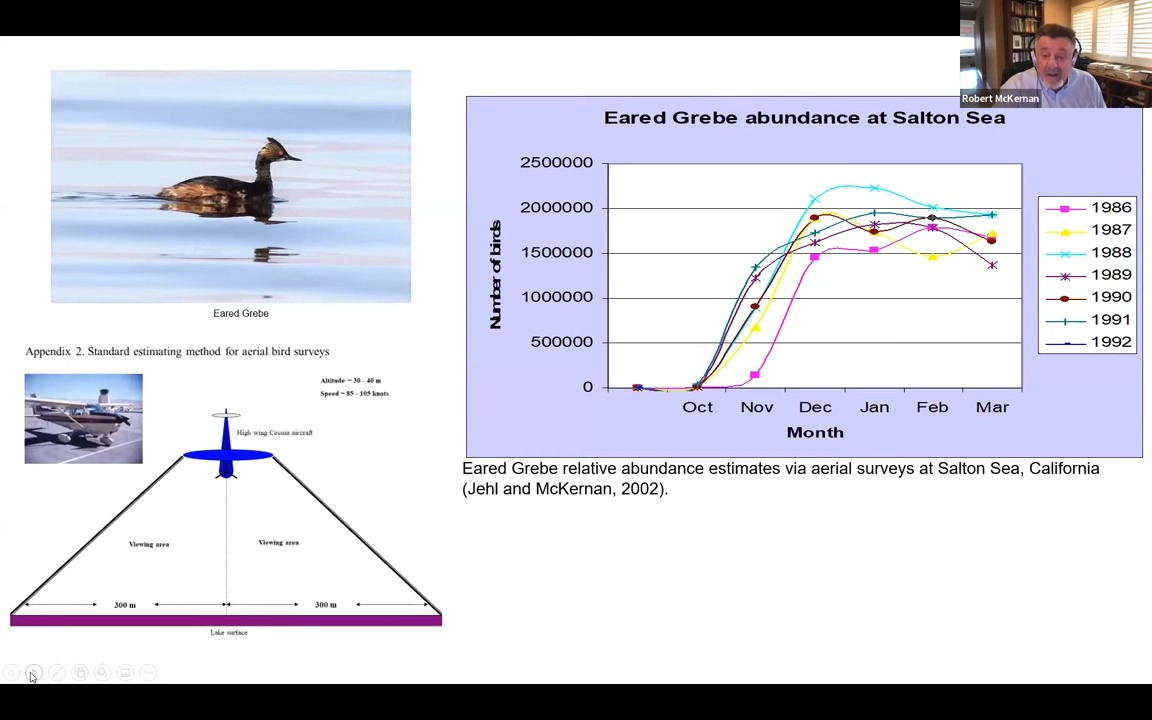 Robert McKernan
Eared Grebe
Eared Grebe abundance at Salton Sea
2500000
2000000
1500000
1000000
500000
0
Number of birds
Oct Nov Dec Jan Feb Mar
Month
1986
1987
1988
1989
1990
1991
1992
Eared Grebe relative abundance estimates via aerial surveys at Salton Sea, California
(Jehl and McKernan, 2002).
Appendix 2. Standard estimating method for aerial bird surveys
Altitude = 30 - 40 m
Speed = 85 - 105 knots
High wing Cessna aircraft
Viewing area
Viewing area
300 m
300 m
Lake surface